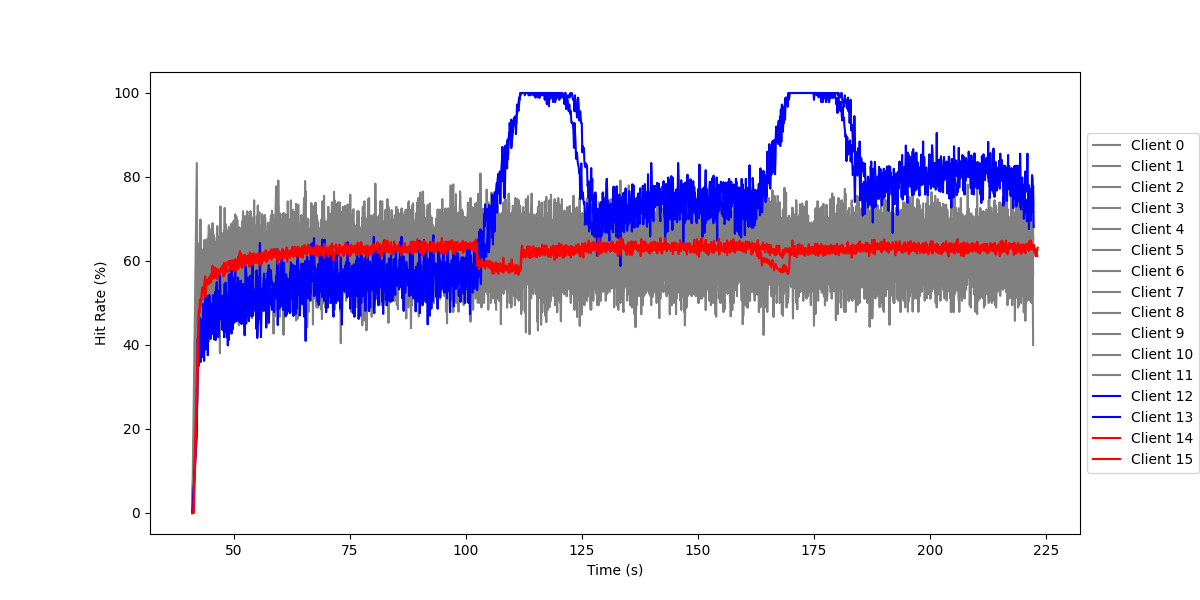 100
80
60
40
20
0
Hit Rate (%)
50
75
100
125
150
175
200
225
Time (s)
Client 0
Client 1
Client 2
Client 3
Client 4
Client 5
Client 6
Client 7
Client 8
Client 9
Client 10
Client 11
Client 12
Client 13
Client 14
Client 15